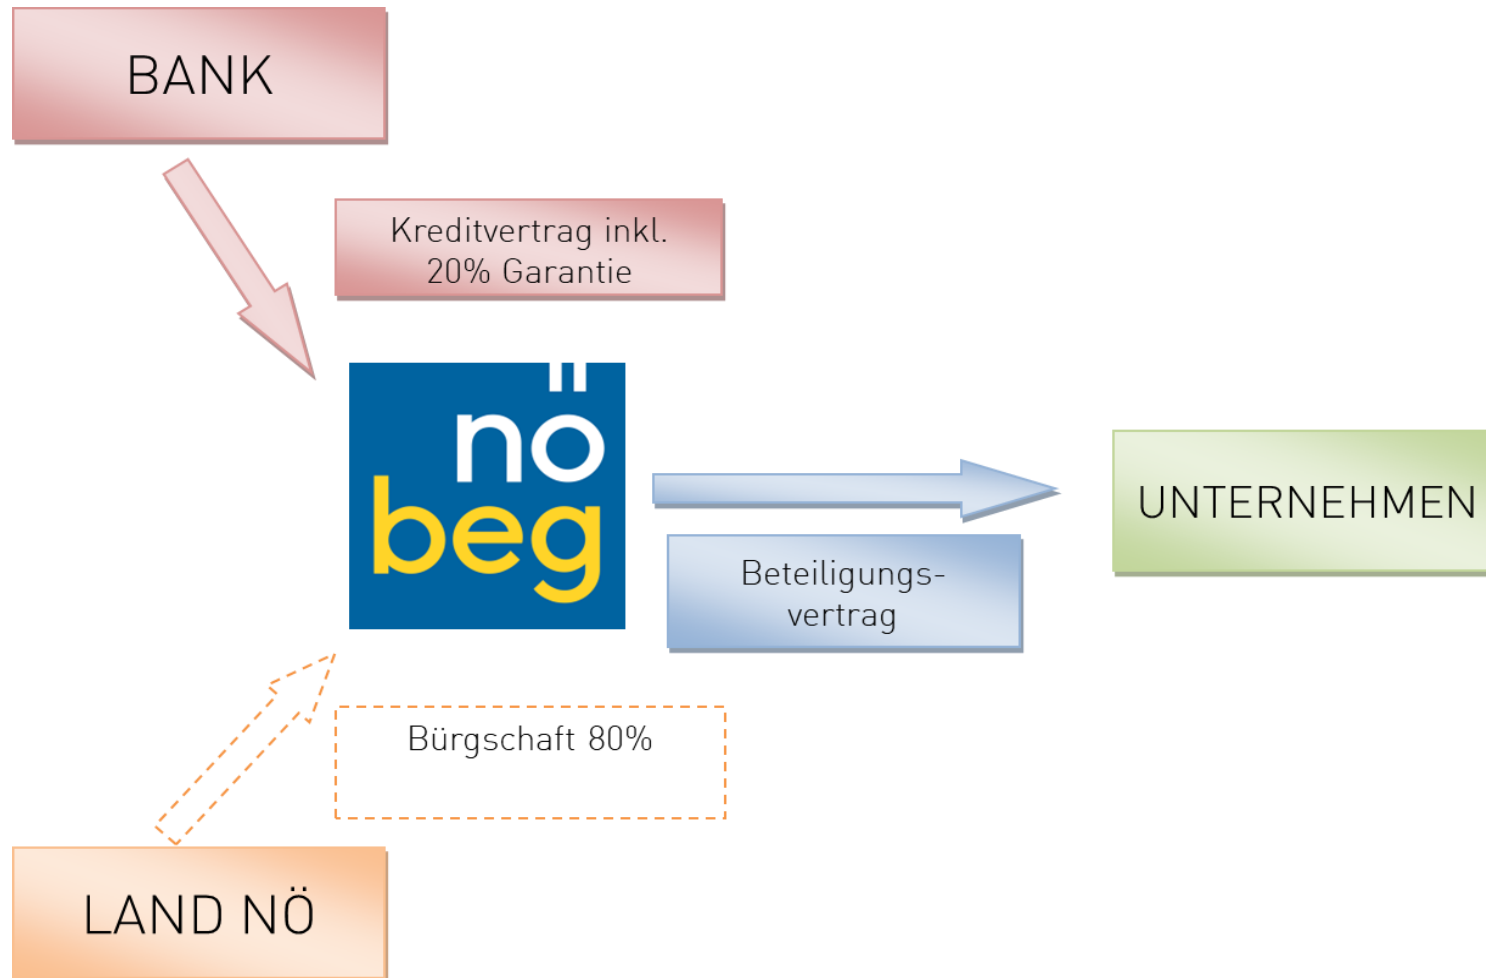 BANK
Kreditvertrag inkl.
20% Garantie
nö
beg
UNTERNEHMEN
Beteiligungs-
vertrag
Bürgschaft 80%
LAND NÖ